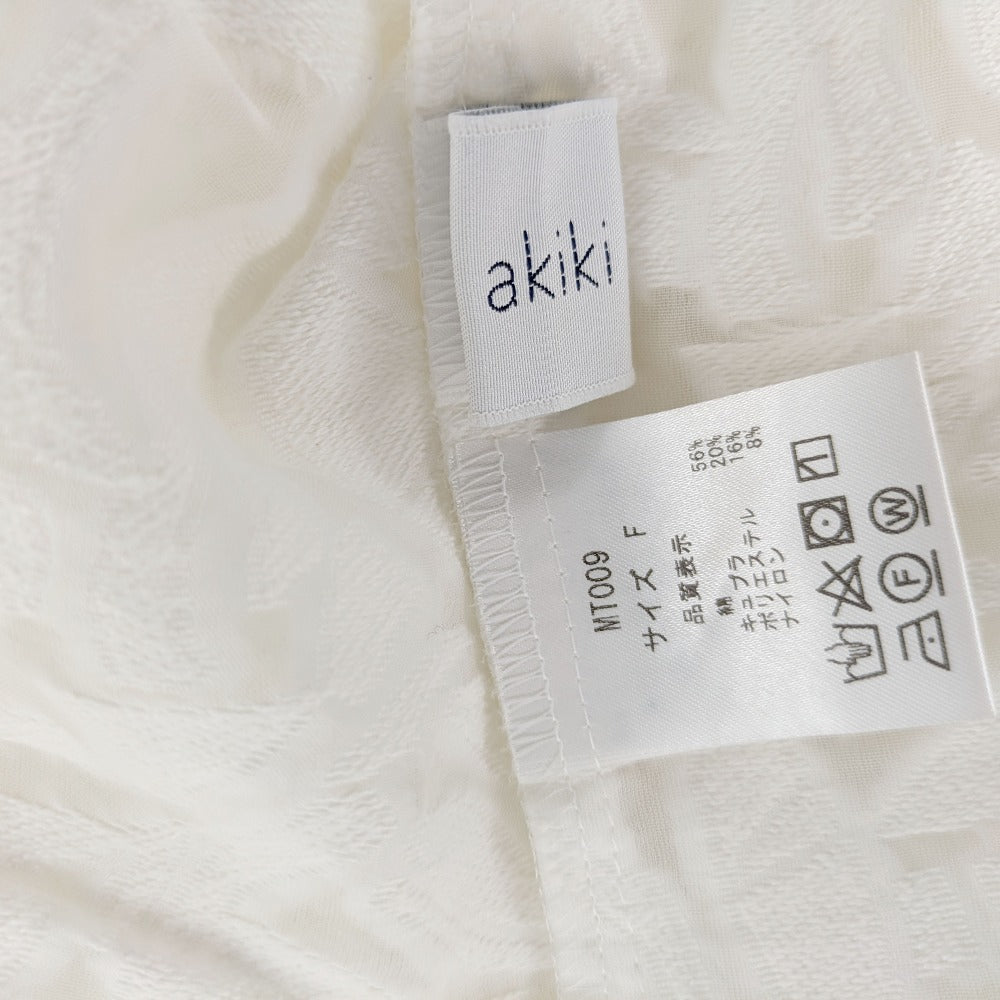 akiki
MT009
サイズ F
品質表示
綿 56%
キュプラ 20%
ポリエステル 16%
ナイロン 8%
F W